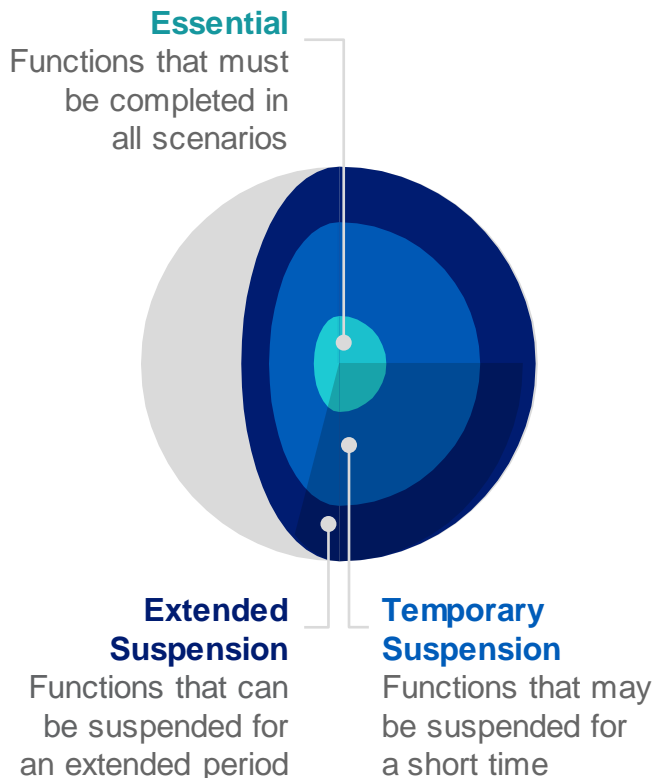 Essential
Functions that must
be completed in
all scenarios
Extended
Suspension
Functions that can
be suspended for
an extended period
Temporary
Suspension
Functions that may
be suspended for
a short time